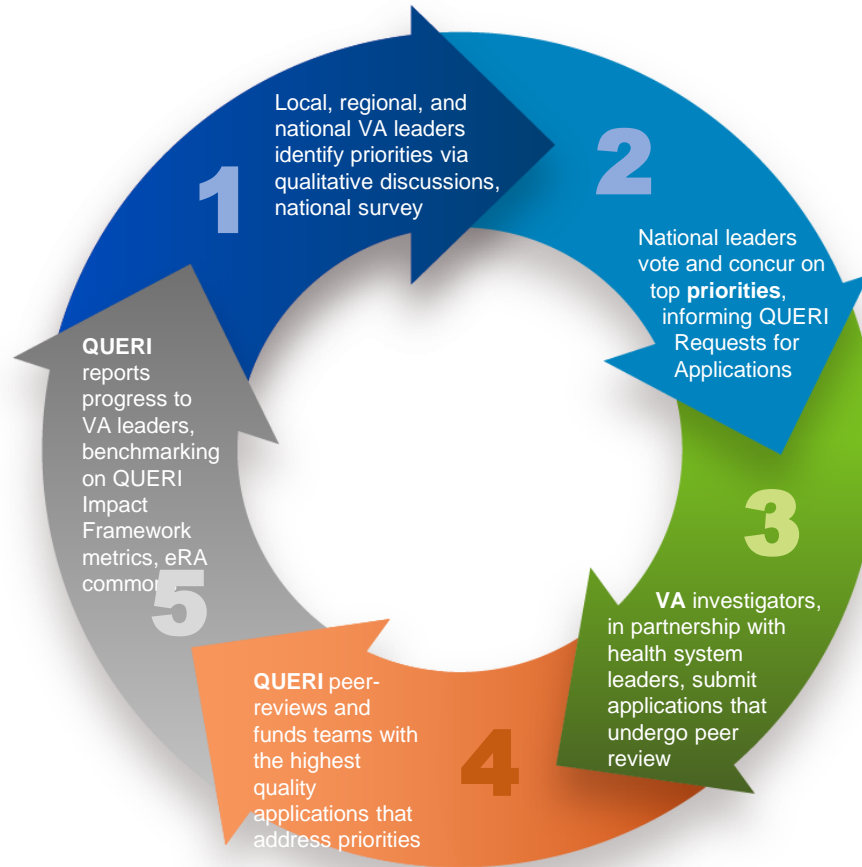 1
Local, regional, and
national VA leaders
identify priorities via
qualitative discussions,
national survey
2
National leaders
vote and concur on
top priorities,
informing QUERI
Requests for
Applications
3
VA investigators,
in partnership with
health system
leaders, submit
applications that
undergo peer
review
4
QUERI peer-
reviews and
funds teams with
the highest
quality
applications that
address priorities
5
QUERI
reports
progress to
VA leaders,
benchmarking
on QUERI
Impact
Framework
metrics, eRA